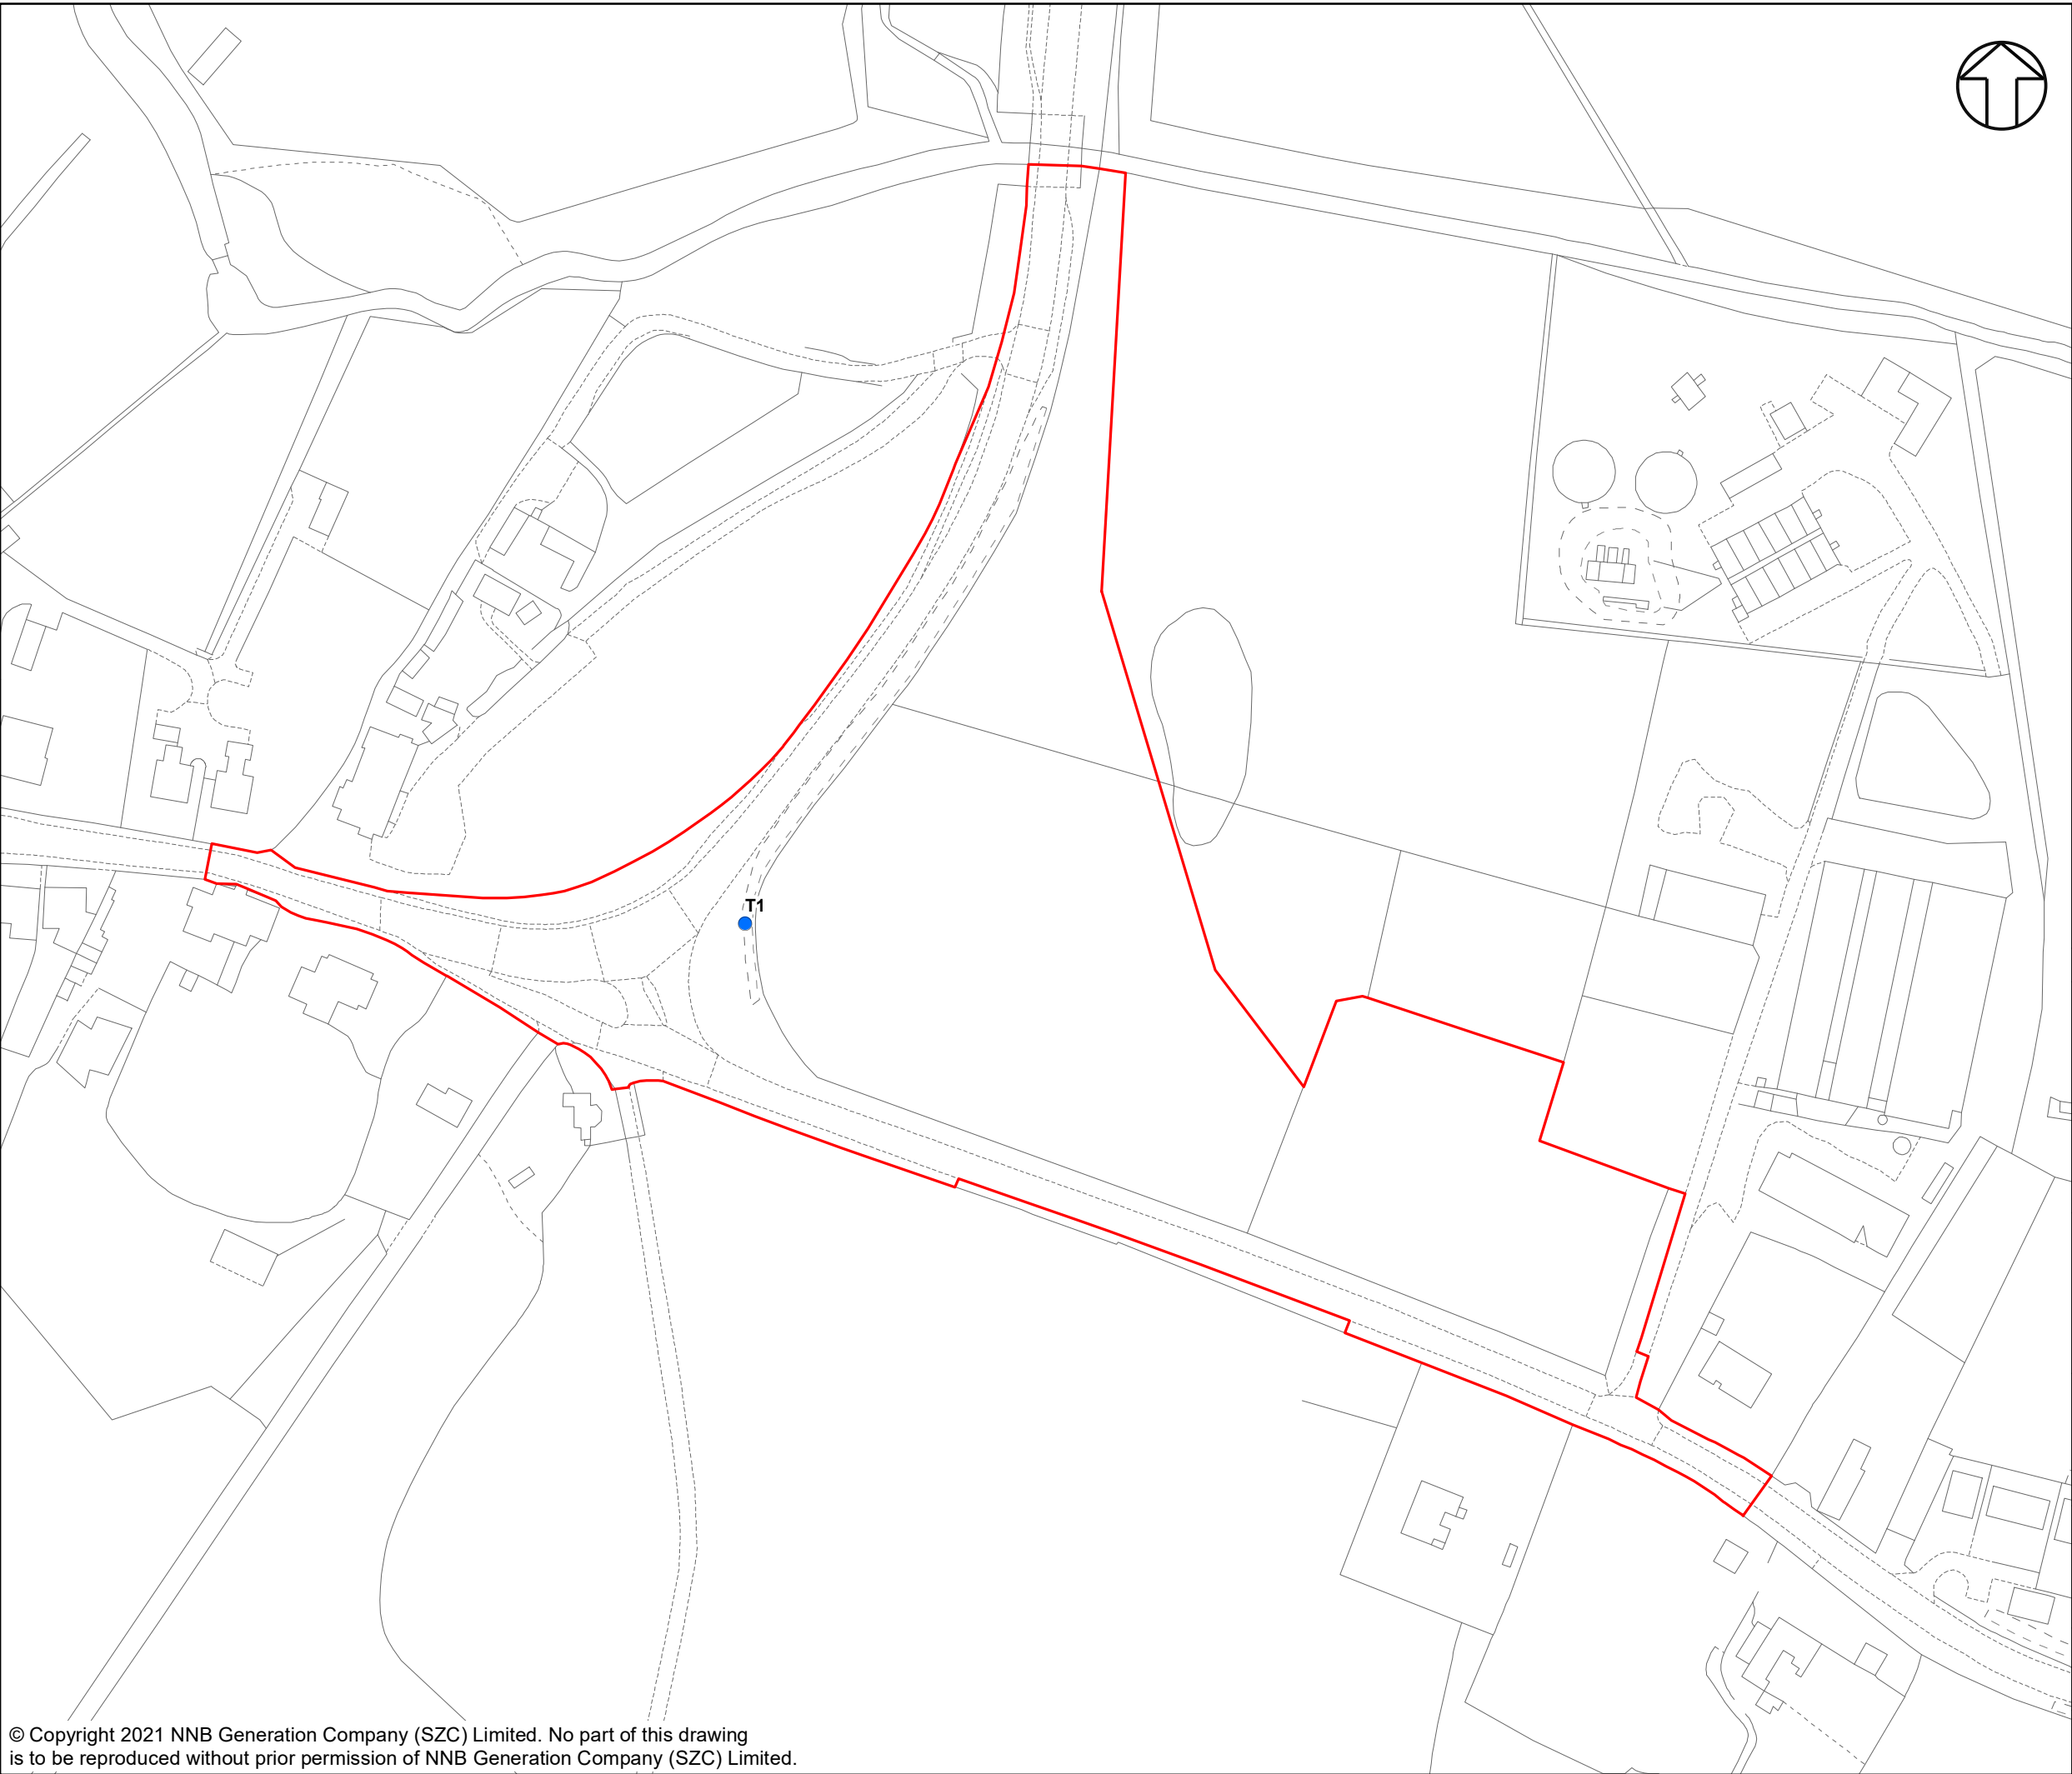 T1
© Copyright 2021 NNB Generation Company (SZC) Limited. No part of this drawing
is to be reproduced without prior permission of NNB Generation Company (SZC) Limited.